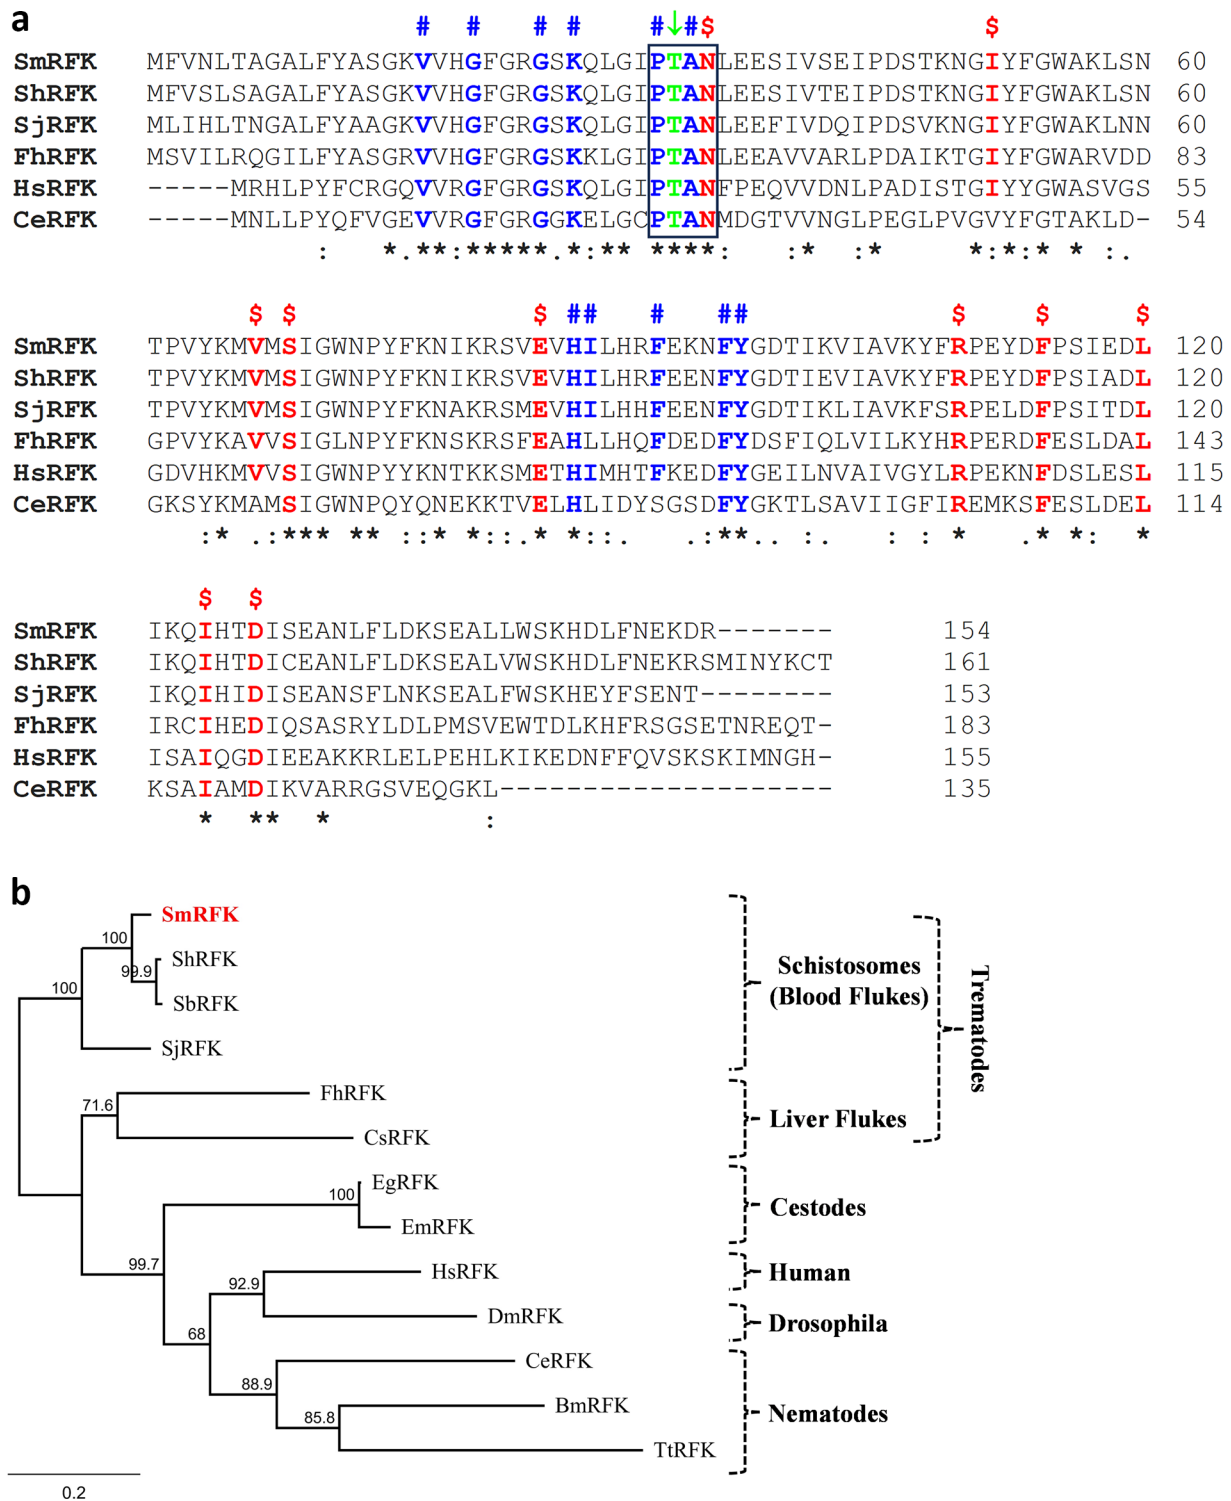 a
# # # # # ↓ # $ $
SmRFK MFVNLTAGALFYASGKVVHGFGRGSKQLGIPTANLEESIVSEIPDSTKNGIYFGWAKLSN 60
ShRFK MFVSLSAGALFYASGKVVHGFGRGSKQLGIPTANLEESIVTEIPDSTKNGIYFGWAKLSN 60
SjRFK MLIHLTNGALFYAAGKVVHGFGRGSKQLGIPTANLEEFIVDQIPDSVKNGIYFGWAKLNN 60
FhRFK MSVILRQGILFYASGRVVHGFGRGSKKLGIPTANLEEAVVARLPDAIKTGIYFGWARVDD 83
HsRFK -----MRHLPYFCRGQVVRGFGRGSKQLGIPTANFPEQVVDNLPADISTGIYYGWASVGS 55
CeRFK -----MNLLPYQFVGEVVRGFGRGGKELGCPTANMDGTVVNGLPEGLPVGVYFGTAKLD- 54
: *.**:*****.*:** ****: :* :* *:*:* * :.
$ $ $ ## # ## $ $ $
SmRFK TPVYKMVMSIGWNPYFKNIKRSVEVHILHRFEKNFYGDTIKVIAVKYFRPEYDFPSIEDL 120
ShRFK TPVYKMVMSIGWNPYFKNIKRSVEVHILHRFEENFYGDTIEVIAVKYFRPEYDFPSIADL 120
SjRFK TPVYKMVMSIGWNPYFKNAKRSMEVHILHHFEENFYGDTIKLIAVKFSRPELDFPSITDL 120
FhRFK GPVYKAVVSIGLNPYFKNSKRSFEAHLLHQFDEDFYDSFIQLVILKYHRPERDFESLDAL 143
HsRFK GDVHKMVVSIGWNPYYKNTKKSMETHIMHTFKEDFYGEILNVAIVGYLRPEKNFDSLESL 115
CeRFK GKSYKMAMSIGWNPQYQNEKKTVELHLIDYSGSDFYGKTLSAVIIGFIREMKSFESLDEL 114
:* .:*** ** ::* *::.* *::. .:**.. :. : : * .* *: *
$ $
SmRFK IKQIHTDISEANLFLDKSEALLWSKHDLFNEKDR------- 154
ShRFK IKQIHTDICEANLFLDKSEALVWSKHDLFNEKRSMINYKCT 161
SjRFK IKQIHIDISEANSFLNKSEALFWSKHEYFSENT-------- 153
FhRFK IRCIHEDIQSASRYLDLPMSVEWTDLKHFRSGSETNREQT- 183
HsRFK ISAIQGDIEEAKKRLELPEHLKIKEDNFFQVSKSKIMNGH- 155
CeRFK KSAIAMDIKVARRGSVEQGKL-------------------- 135
* ** * :
b
SmRFK
100
ShRFK
99.9
SbRFK
100
SjRFK
Schistosomes
(Blood Flukes)
Trematodes
FhRFK
71.6
CsRFK
Liver Flukes
EgRFK
100
EmRFK
Cestodes
99.7
HsRFK
92.9
DmRFK
Human
Drosophila
68
CeRFK
88.9
BmRFK
85.8
TtRFK
Nematodes
0.2